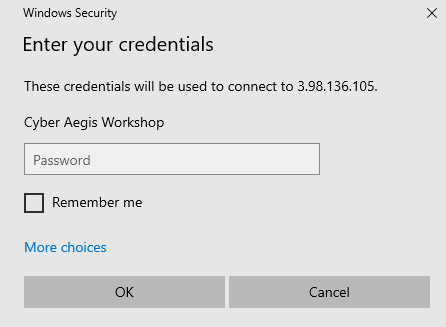 Windows Security
Enter your credentials
These credentials will be used to connect to 3.98.136.105.
Cyber Aegis Workshop
Password
Remember me
More choices
OK
Cancel